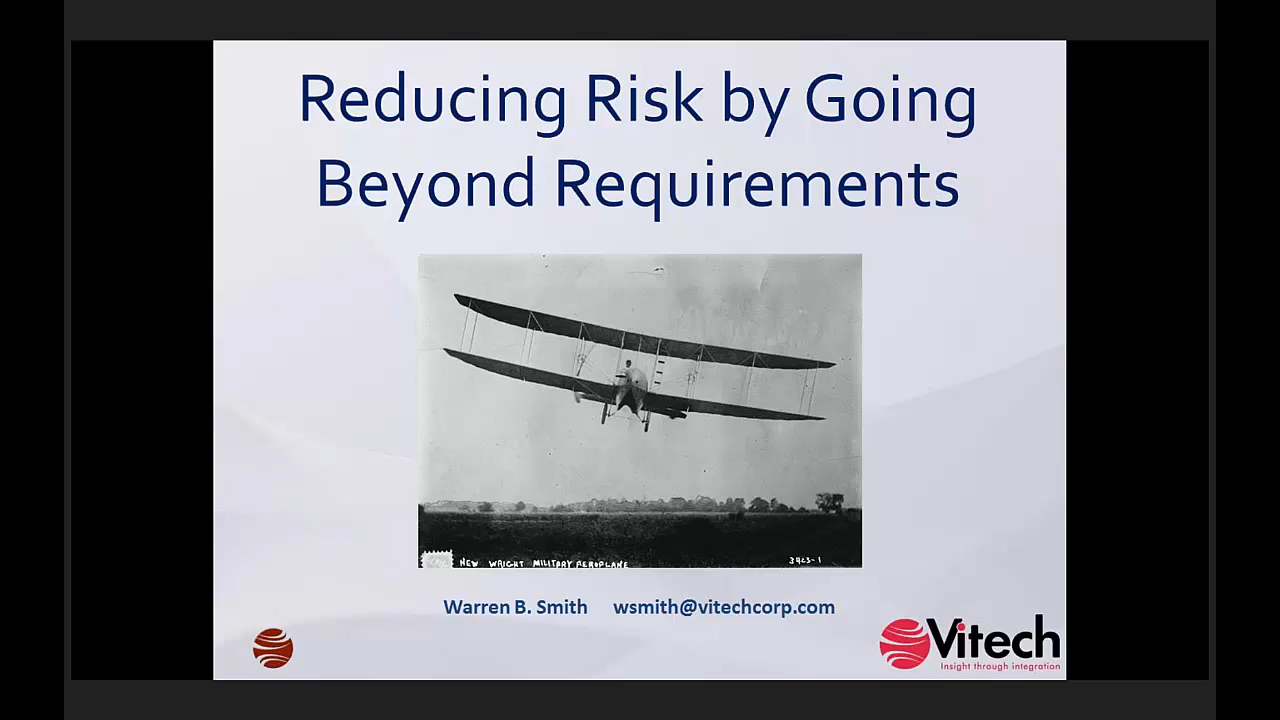 Reducing Risk by Going
Beyond Requirements
NEW WRIGHT MILITARY AEROPLANE
3423-1
Warren B. Smith wsmith@vitechcorp.com
Vitech
Insight through integration